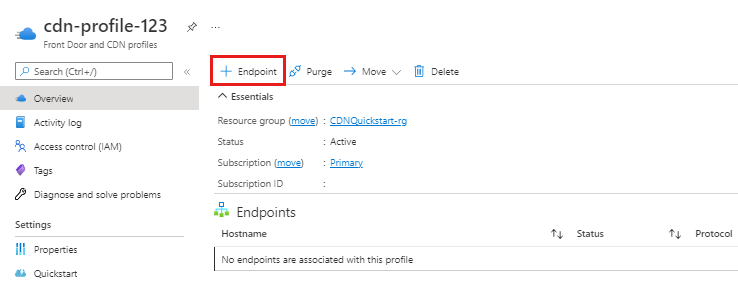 cdn-profile-123 ...
Front Door and CDN profiles
Search (Ctrl+/) «
Overview
Activity log
Access control (IAM)
Tags
Diagnose and solve problems
Settings
Properties
Quickstart
+ Endpoint Purge Move Delete
Essentials
Resource group (move) : CDNQuickstart-rg
Status : Active
Subscription (move) : Primary
Subscription ID :
Endpoints
Hostname ↑↓ Status ↑↓ Protocol
No endpoints are associated with this profile